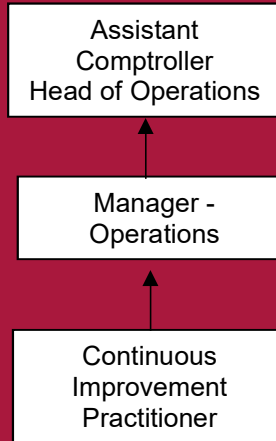 Assistant
Comptroller
Head of Operations
Manager -
Operations
Continuous
Improvement
Practitioner